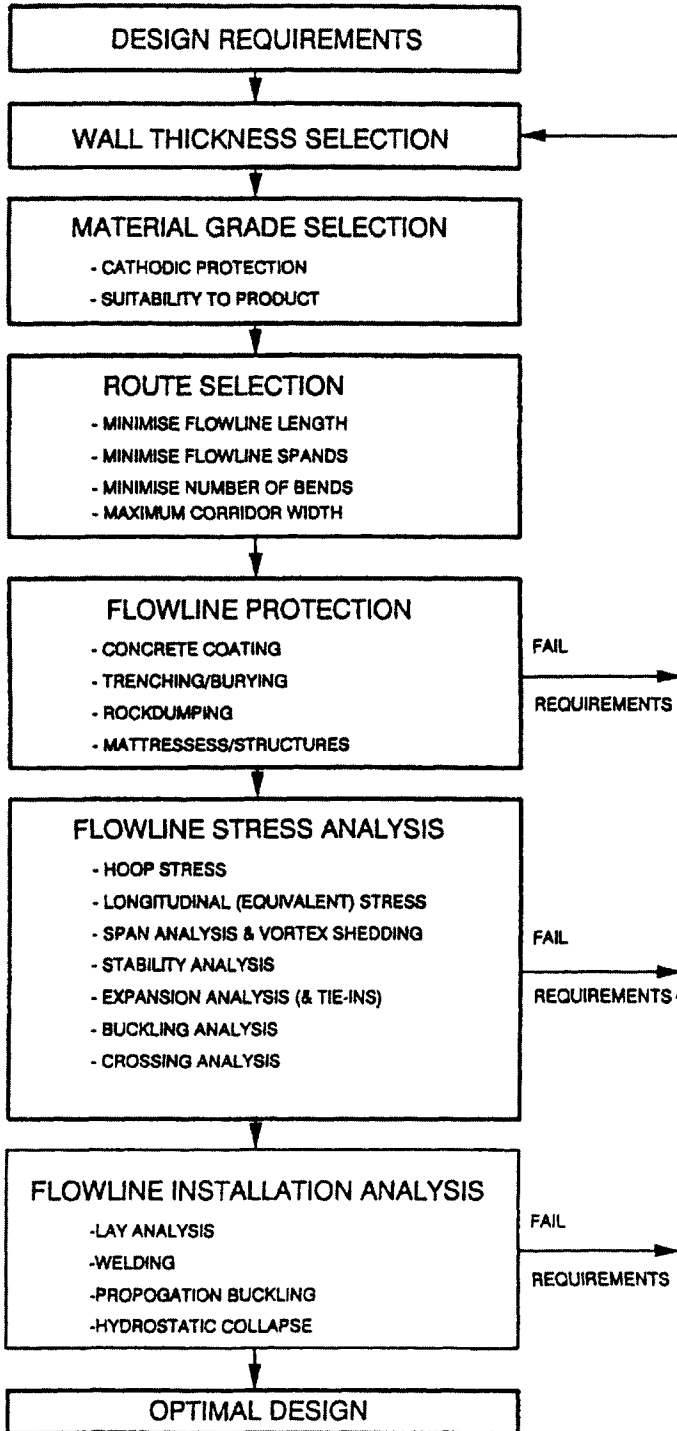 DESIGN REQUIREMENTS
WALL THICKNESS SELECTION
MATERIAL GRADE SELECTION
- CATHODIC PROTECTION
- SUITABILITY TO PRODUCT
ROUTE SELECTION
- MINIMISE FLOWLINE LENGTH
- MINIMISE FLOWLINE SPANDS
- MINIMISE NUMBER OF BENDS
- MAXIMUM CORRIDOR WIDTH
FLOWLINE PROTECTION
- CONCRETE COATING
- TRENCHING/BURYING
- ROCKDUMPING
- MATTRESSESS/STRUCTURES
FAIL
REQUIREMENTS
FLOWLINE STRESS ANALYSIS
- HOOP STRESS
- LONGITUDINAL (EQUIVALENT) STRESS
- SPAN ANALYSIS & VORTEX SHEDDING
- STABILITY ANALYSIS
- EXPANSION ANALYSIS (& TIE-INS)
- BUCKLING ANALYSIS
- CROSSING ANALYSIS
FAIL
REQUIREMENTS
FLOWLINE INSTALLATION ANALYSIS
-LAY ANALYSIS
-WELDING
-PROPOGATION BUCKLING
-HYDROSTATIC COLLAPSE
FAIL
REQUIREMENTS
OPTIMAL DESIGN